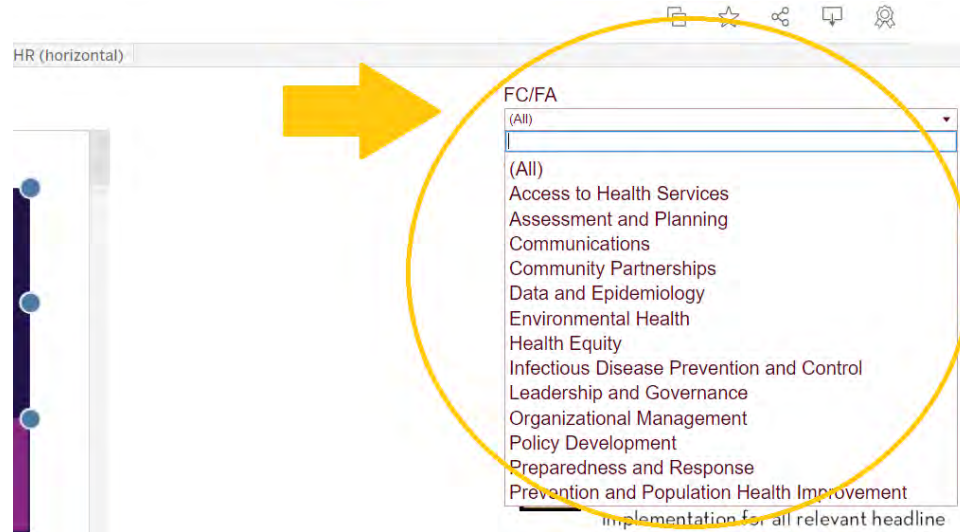 HR (horizontal)
FC/FA
(All)
(All)
Access to Health Services
Assessment and Planning
Communications
Community Partnerships
Data and Epidemiology
Environmental Health
Health Equity
Infectious Disease Prevention and Control
Leadership and Governance
Organizational Management
Policy Development
Preparedness and Response
Prevention and Population Health Improvement
implementation for all relevant headline